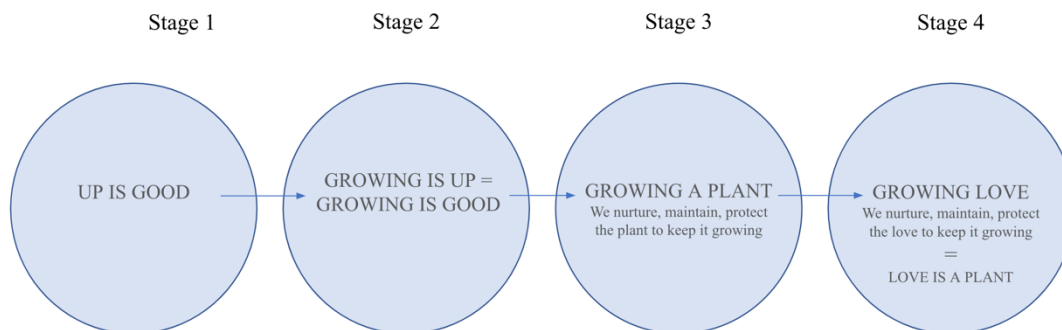 Stage 1
Stage 2
Stage 3
Stage 4
UP IS GOOD
GROWING IS UP =
GROWING IS GOOD
GROWING A PLANT
We nurture, maintain, protect
the plant to keep it growing
GROWING LOVE
We nurture, maintain, protect
the love to keep it growing
=
LOVE IS A PLANT